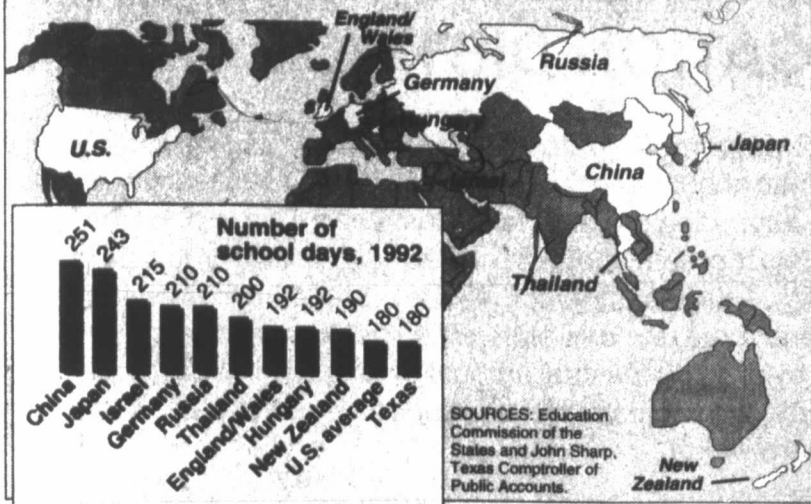 England/
Wales
Russia
Germany
Hungary
U.S.
Japan
China
Israel
Thailand
Number of
school days, 1992
251
243
215
210
210
200
192
192
190
180
180
China
Japan
Israel
Germany
Russia
Thailand
England/Wales
Hungary
New Zealand
U.S. average
Texas
SOURCES: Education
Commission of the
States and John Sharp,
Texas Comptroller of
Public Accounts.
New
Zealand